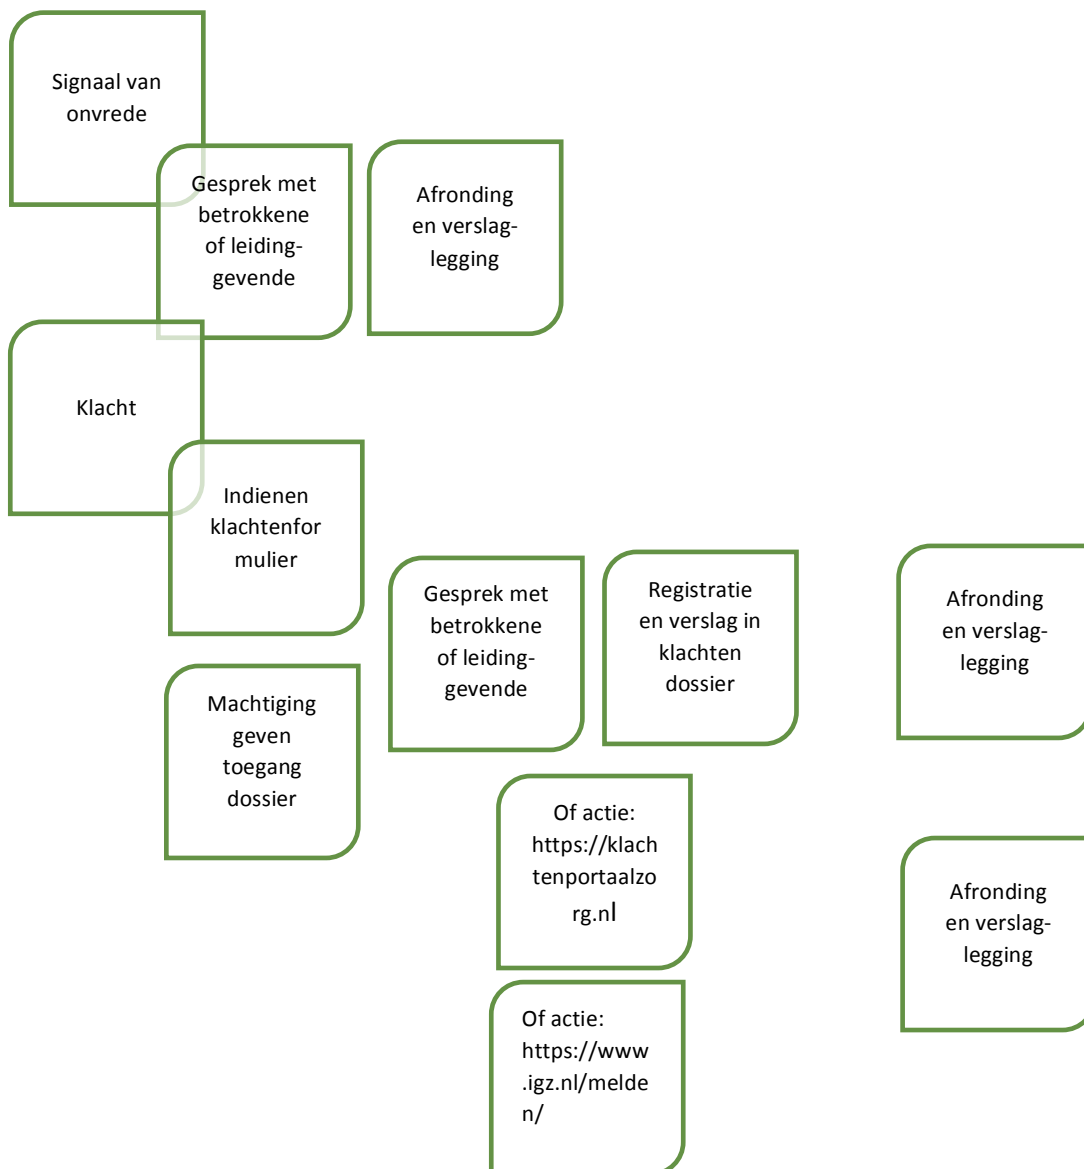 Signaal van
onvrede
Gesprek met
betrokkene
of leiding-
gevende
Afronding
en verslag-
legging
Klacht
Indienen
klachtenfor
mulier
Gesprek met
betrokkene
of leiding-
gevende
Registratie
en verslag in
klachten
dossier
Afronding
en verslag-
legging
Machtiging
geven
toegang
dossier
Of actie:
https://klach
tenportaalzo
rg.nl
Afronding
en verslag-
legging
Of actie:
https://www
.igz.nl/melde
n/